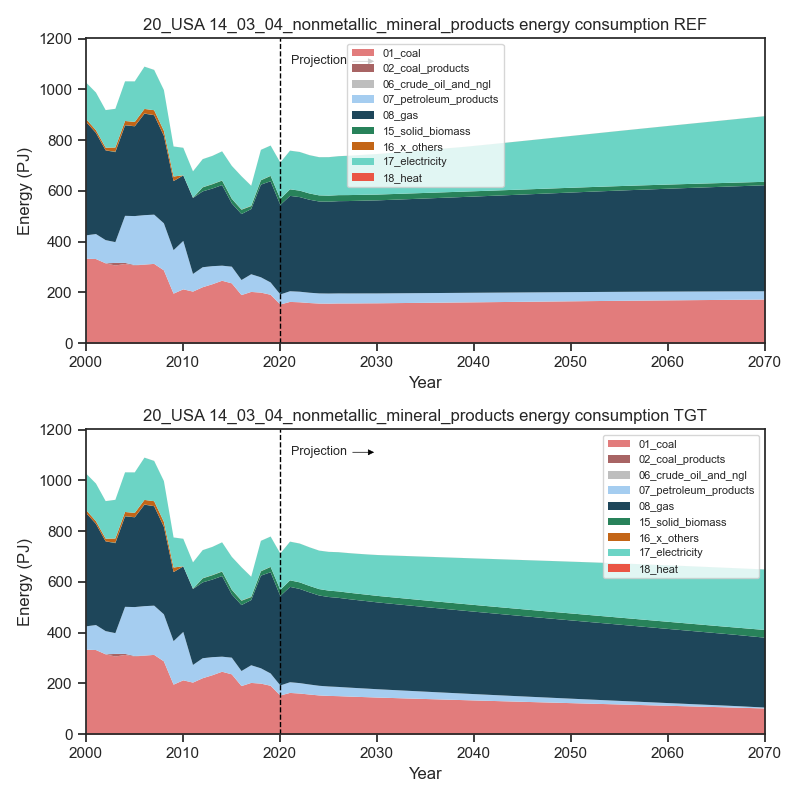 20_USA 14_03_04_nonmetallic_mineral_products energy consumption REF
1200
1000
800
600
400
200
0
Energy (PJ)
Projection
01_coal
02_coal_products
06_crude_oil_and_ngl
07_petroleum_products
08_gas
15_solid_biomass
16_x_others
17_electricity
18_heat
2000 2010 2020 2030 2040 2050 2060 2070
Year
20_USA 14_03_04_nonmetallic_mineral_products energy consumption TGT
1200
1000
800
600
400
200
0
Energy (PJ)
Projection
01_coal
02_coal_products
06_crude_oil_and_ngl
07_petroleum_products
08_gas
15_solid_biomass
16_x_others
17_electricity
18_heat
2000 2010 2020 2030 2040 2050 2060 2070
Year